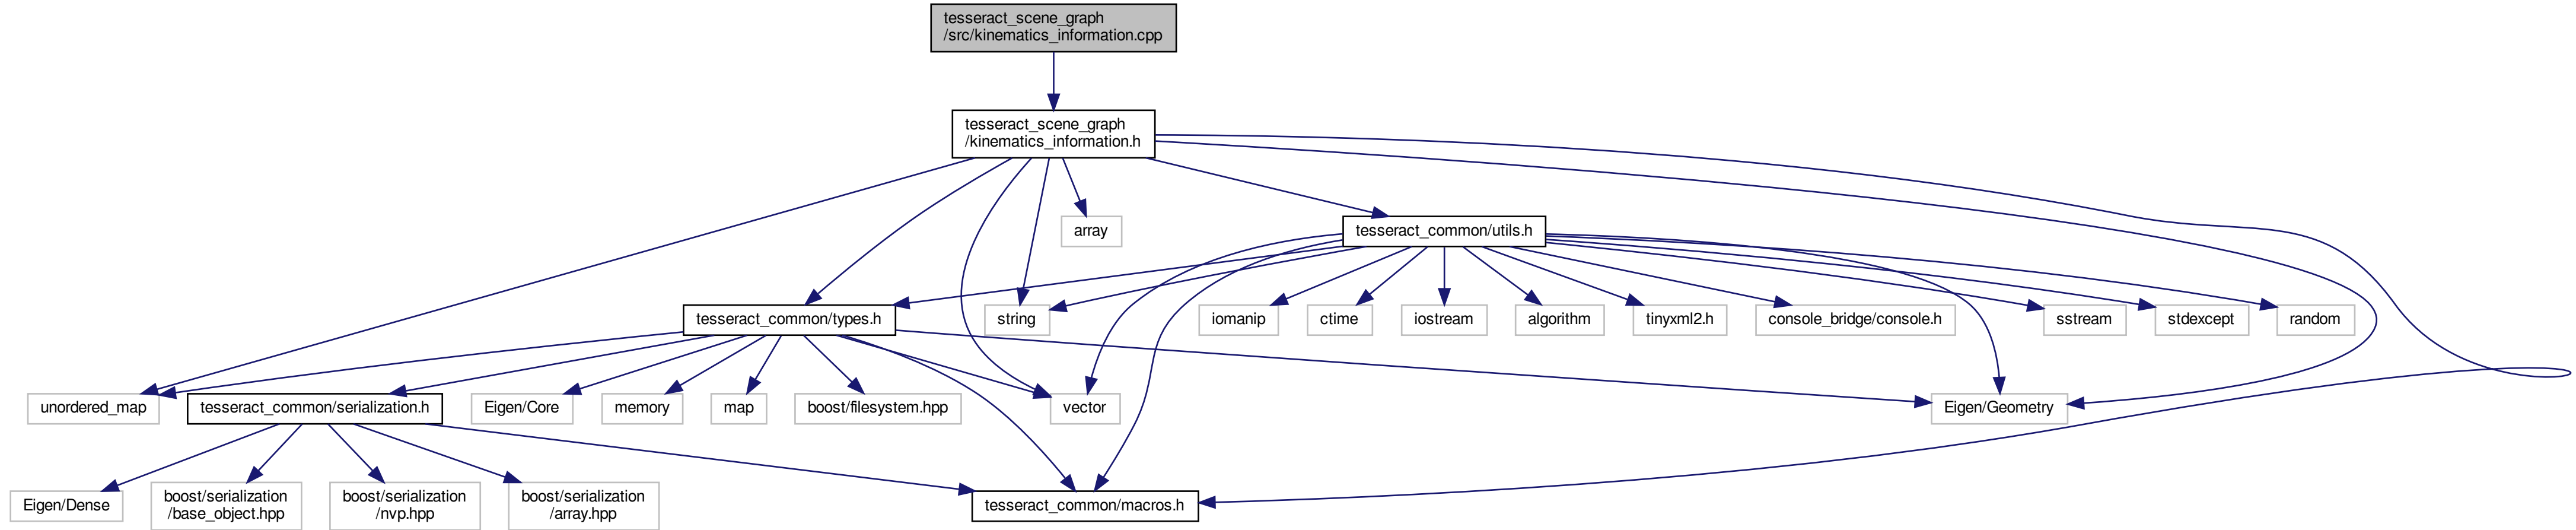 tesseract_scene_graph
/src/kinematics_information.cpp
tesseract_scene_graph
/kinematics_information.h
array
tesseract_common/utils.h
tesseract_common/types.h
string
iomanip
ctime
iostream
algorithm
tinyxml2.h
console_bridge/console.h
sstream
stdexcept
random
unordered_map
tesseract_common/serialization.h
Eigen/Core
memory
map
boost/filesystem.hpp
vector
Eigen/Geometry
Eigen/Dense
boost/serialization
/base_object.hpp
boost/serialization
/nvp.hpp
boost/serialization
/array.hpp
tesseract_common/macros.h